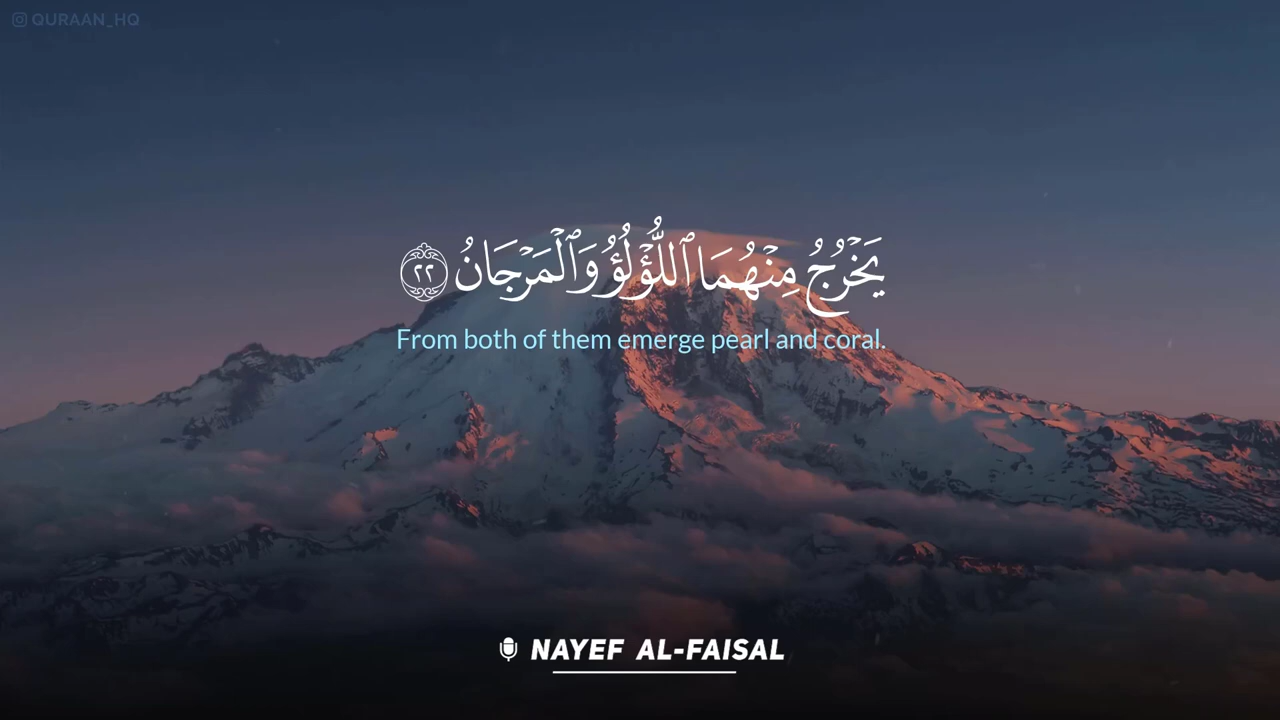 QURAAN_HQ
يَخْرُجُ مِنْهُمَا ٱللُّؤْلُؤُ وَٱلْمَرْجَانُ ٢٢
From both of them emerge pearl and coral.
NAYEF AL-FAISAL